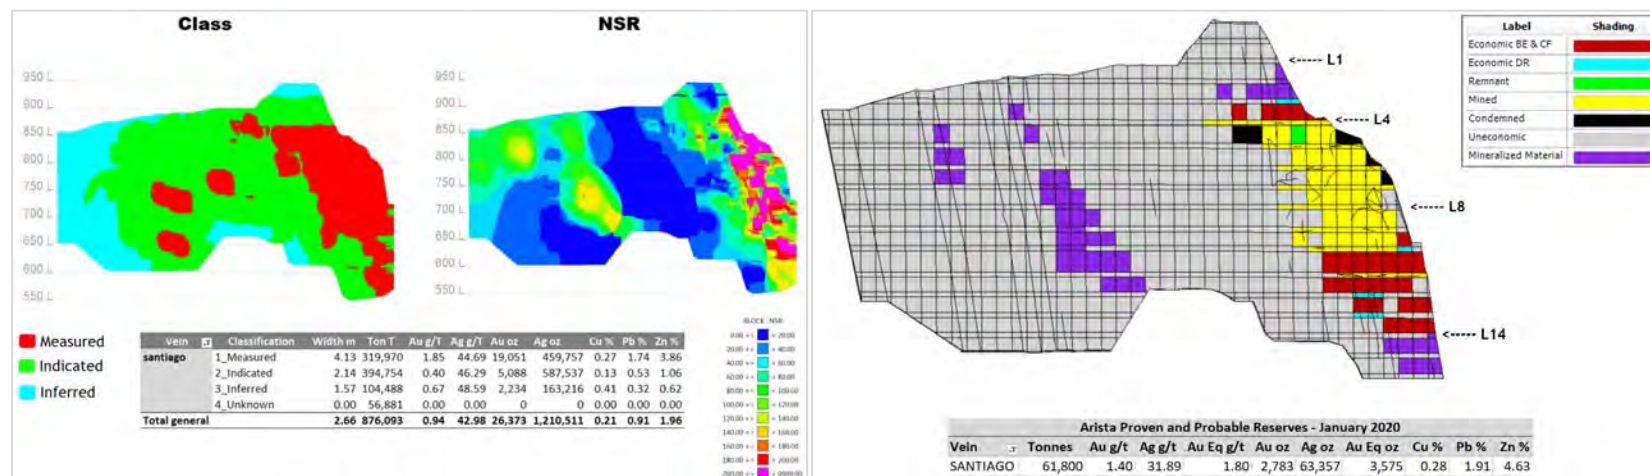 Class
NSR
950 L
900 L
850 L
800 L
750 L
700 L
650 L
600 L
550 L
950 L
900 L
850 L
800 L
750 L
700 L
650 L
600 L
550 L
Measured
Indicated
Inferred
Vein Classification Width m Ton T Au g/T Ag g/T Au oz Ag oz Cu % Pb % Zn %
santiago 1_Measured 4.13 319,970 1.85 44.69 19,051 459,757 0.27 1.74 3.86
2_Indicated 2.14 394,754 0.40 46.29 5,088 587,537 0.13 0.53 1.06
3_Inferred 1.57 104,488 0.67 48.59 2,234 163,216 0.41 0.32 0.62
4_Unknown 0.00 56,881 0.00 0.00 0 0 0.00 0.00 0.00
Total general 2.66 876,093 0.94 42.98 26,373 1,210,511 0.21 0.91 1.96
BLOCK NSR
L1
L4
L8
L14
Label Shading
Economic BE & CF
Economic DR
Remnant
Mined
Condemned
Uneconomic
Mineralized Material
Arista Proven and Probable Reserves - January 2020
Vein Tonnes Au g/t Ag g/t Au Eq g/t Au oz Ag oz Au Eq oz Cu % Pb % Zn %
SANTIAGO 61,800 1.40 31.89 1.80 2,783 63,357 3,575 0.28 1.91 4.63